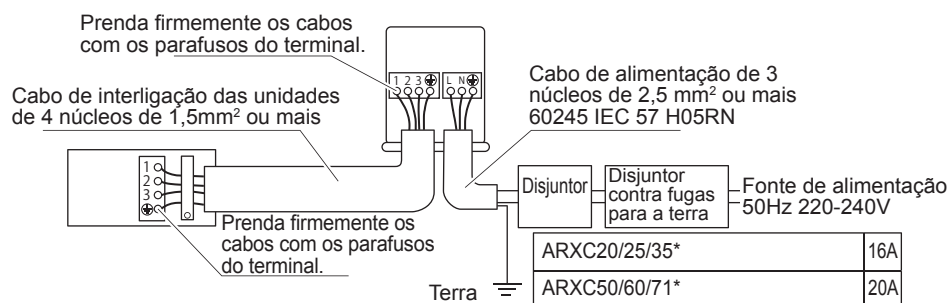 Prenda firmemente os cabos
com os parafusos do terminal.
1 2 3
L N
Cabo de interligação das unidades
de 4 núcleos de 1,5mm² ou mais
Cabo de alimentação de 3
núcleos de 2,5 mm² ou mais
60245 IEC 57 H05RN
1
2
3
Prenda firmemente os
cabos com os parafusos
do terminal.
Disjuntor
Disjuntor
contra fugas
para a terra
Fonte de alimentação
50Hz 220-240V
Terra
ARXC20/25/35* 16A
ARXC50/60/71* 20A